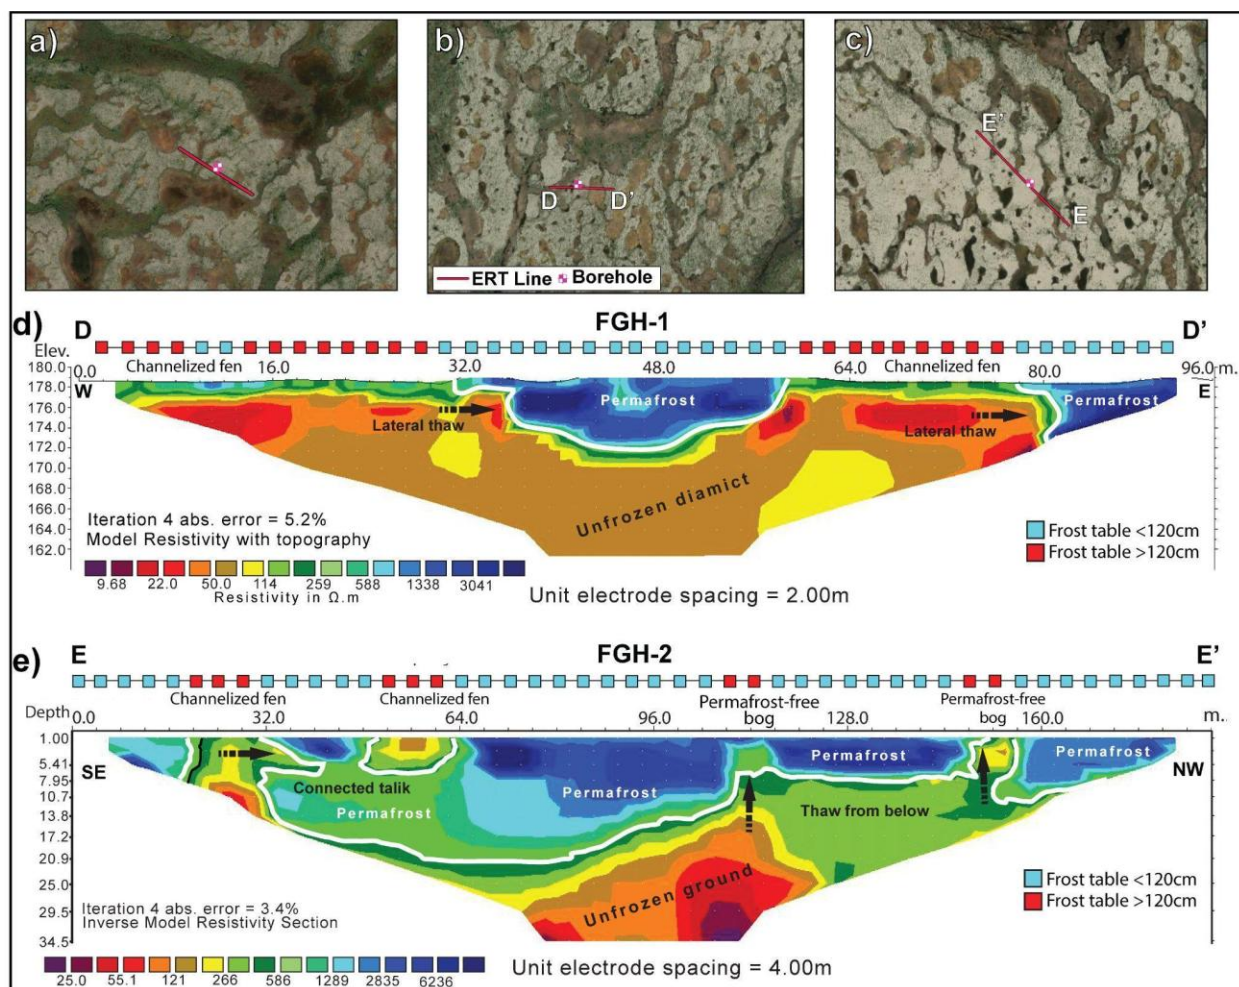 a)
b)
c)
E'
E
D
D'
ERT Line
Borehole
d)
D
FGH-1
D'
Elev.
Channelized fen
Channelized fen
0.0
16.0
32.0
48.0
64.0
80.0
96.0 m.
180.0
178.0
176.0
174.0
170.0
168.0
166.0
164.0
162.0
W
E
Permafrost
Permafrost
Lateral thaw
Lateral thaw
Unfrozen diamict
Iteration 4 abs. error = 5.2%
Model Resistivity with topography
9.68
22.0
50.0
114
259
588
1338
3041
Resistivity in Ω.m
Unit electrode spacing = 2.00m
Frost table <120cm
Frost table >120cm
e)
E
FGH-2
E'
Channelized fen
Channelized fen
Permafrost-free
bog
Permafrost-free
bog
Depth
0.0
32.0
64.0
96.0
128.0
160.0
m.
1.00
5.41
7.95
10.7
13.8
17.2
20.9
25.0
29.5
34.5
SE
NW
Connected talik
Permafrost
Permafrost
Permafrost
Permafrost
Thaw from below
Unfrozen ground
Iteration 4 abs. error = 3.4%
Inverse Model Resistivity Section
25.0
55.1
121
266
586
1289
2835
6236
Unit electrode spacing = 4.00m
Frost table <120cm
Frost table >120cm